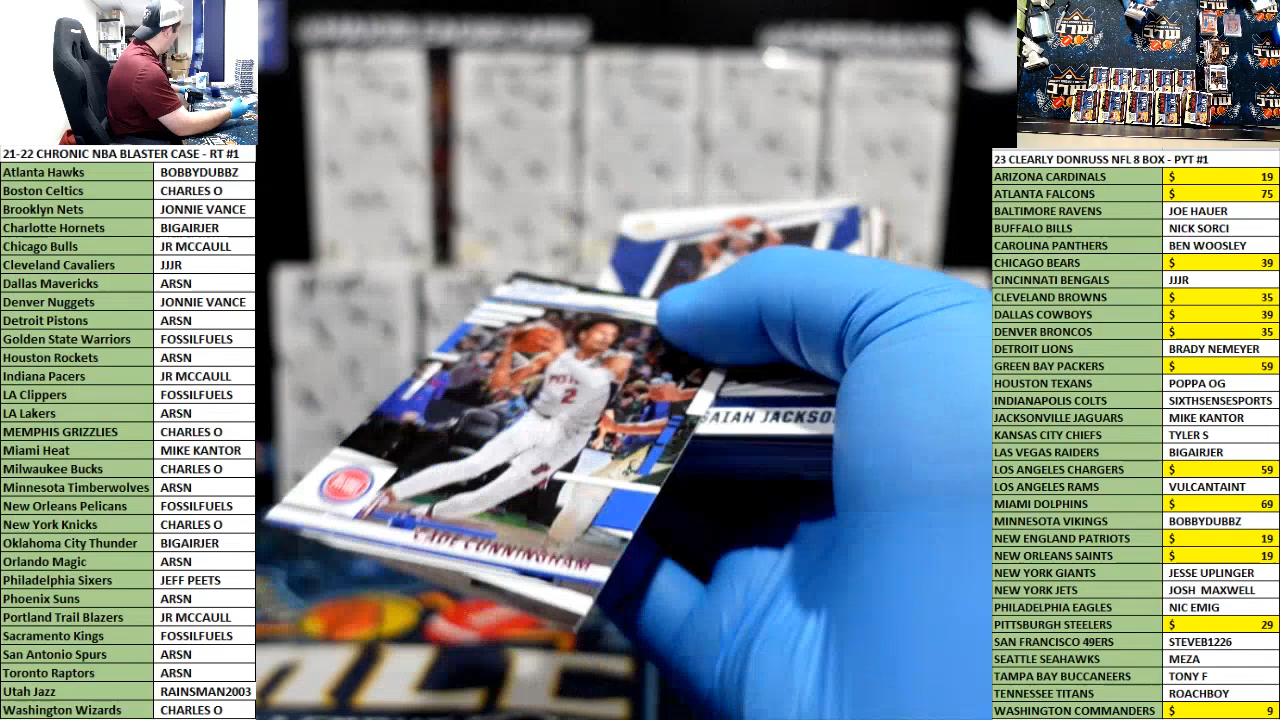 21-22 CHRONIC NBA BLASTER CASE - RT #1
Atlanta Hawks BOBBYDUBBZ
Boston Celtics CHARLES O
Brooklyn Nets JONNIE VANCE
Charlotte Hornets BIGAIRJER
Chicago Bulls JR MCCAULL
Cleveland Cavaliers JJJR
Dallas Mavericks ARSN
Denver Nuggets JONNIE VANCE
Detroit Pistons ARSN
Golden State Warriors FOSSILFUELS
Houston Rockets ARSN
Indiana Pacers JR MCCAULL
LA Clippers FOSSILFUELS
LA Lakers ARSN
MEMPHIS GRIZZLIES CHARLES O
Miami Heat MIKE KANTOR
Milwaukee Bucks CHARLES O
Minnesota Timberwolves ARSN
New Orleans Pelicans FOSSILFUELS
New York Knicks CHARLES O
Oklahoma City Thunder BIGAIRJER
Orlando Magic ARSN
Philadelphia Sixers JEFF PEETS
Phoenix Suns ARSN
Portland Trail Blazers JR MCCAULL
Sacramento Kings FOSSILFUELS
San Antonio Spurs ARSN
Toronto Raptors ARSN
Utah Jazz RAINSMAN2003
Washington Wizards CHARLES O
2
CADE CUNNINGHAM
SAIAH JACKSO
23 CLEARLY DONRUSS NFL 8 BOX - PYT #1
ARIZONA CARDINALS $ 19
ATLANTA FALCONS $ 75
BALTIMORE RAVENS JOE HAUER
BUFFALO BILLS NICK SORCI
CAROLINA PANTHERS BEN WOOSLEY
CHICAGO BEARS $ 39
CINCINNATI BENGALS JJJR
CLEVELAND BROWNS $ 35
DALLAS COWBOYS $ 39
DENVER BRONCOS $ 35
DETROIT LIONS BRADY NEMEYER
GREEN BAY PACKERS $ 59
HOUSTON TEXANS POPPA OG
INDIANAPOLIS COLTS SIXTHSENSESPORTS
JACKSONVILLE JAGUARS MIKE KANTOR
KANSAS CITY CHIEFS TYLER S
LAS VEGAS RAIDERS BIGAIRJER
LOS ANGELES CHARGERS $ 59
LOS ANGELES RAMS VULCANTAINT
MIAMI DOLPHINS $ 69
MINNESOTA VIKINGS BOBBYDUBBZ
NEW ENGLAND PATRIOTS $ 19
NEW ORLEANS SAINTS $ 19
NEW YORK GIANTS JESSE UPLINGER
NEW YORK JETS JOSH MAXWELL
PHILADELPHIA EAGLES NIC EMIG
PITTSBURGH STEELERS $ 29
SAN FRANCISCO 49ERS STEVEB1226
SEATTLE SEAHAWKS MEZA
TAMPA BAY BUCCANEERS TONY F
TENNESSEE TITANS ROACHBOY
WASHINGTON COMMANDERS $ 9